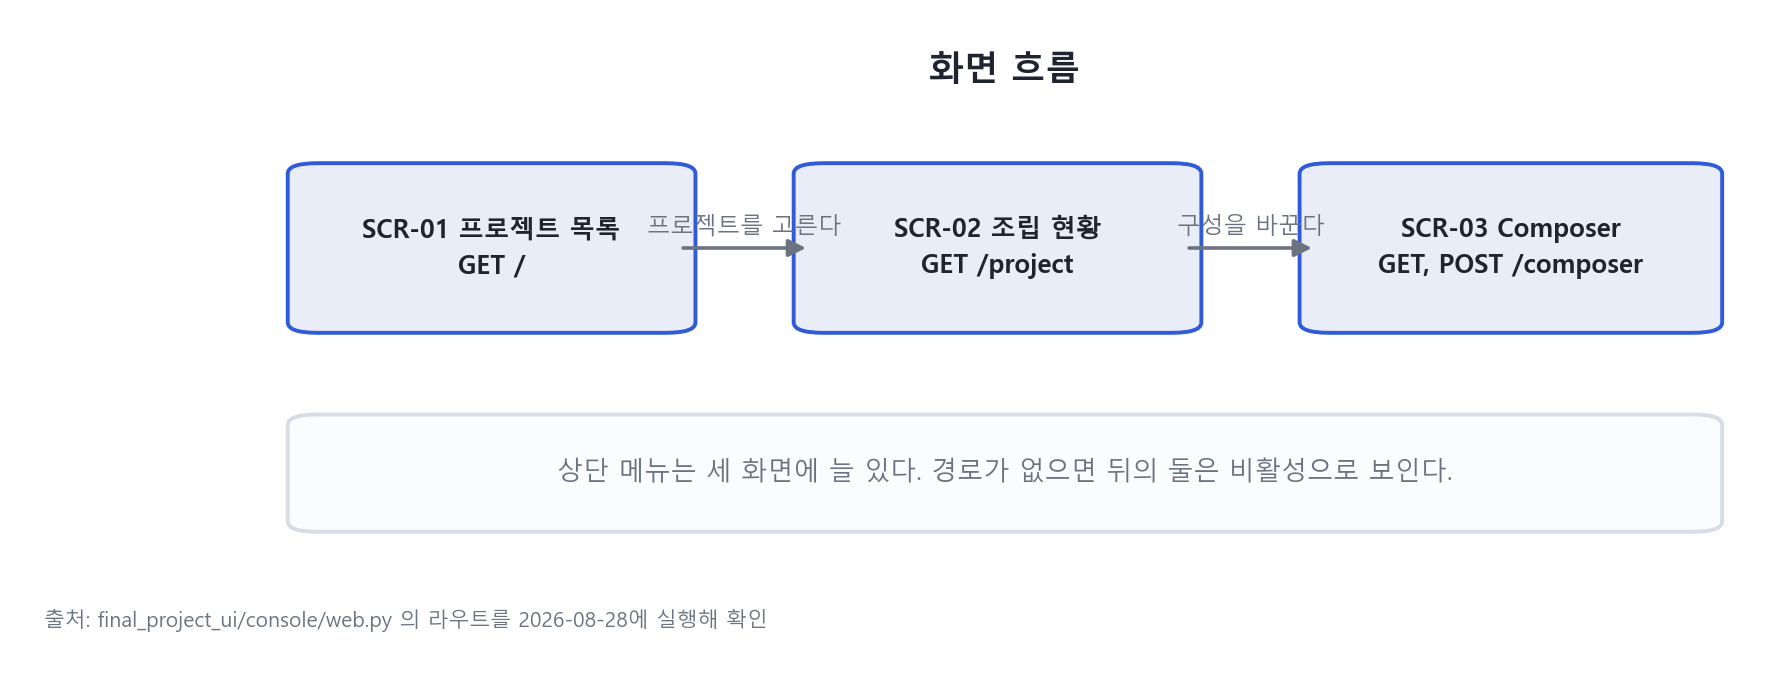 화면 흐름
SCR-01 프로젝트 목록
GET /
프로젝트를 고른다
SCR-02 조립 현황
GET /project
구성을 바꾼다
SCR-03 Composer
GET, POST /composer
상단 메뉴는 세 화면에 늘 있다. 경로가 없으면 뒤의 둘은 비활성으로 보인다.
출처: final_project_ui/console/web.py 의 라우트를 2026-08-28에 실행해 확인